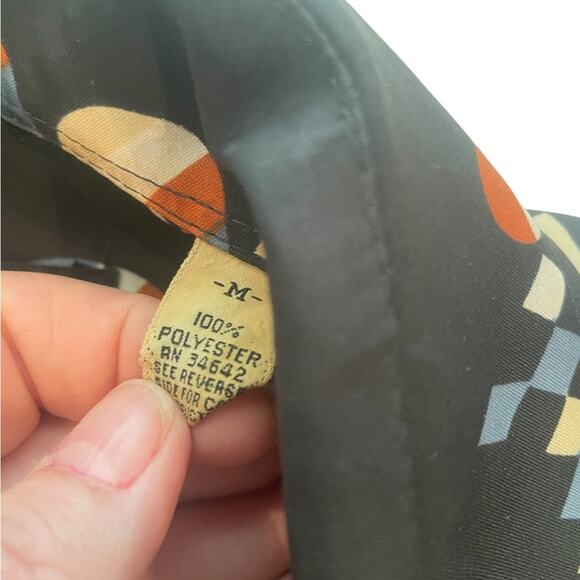 -M-
100%
POLYESTER
RN 34642
SEE REVERSE
SIDE FOR